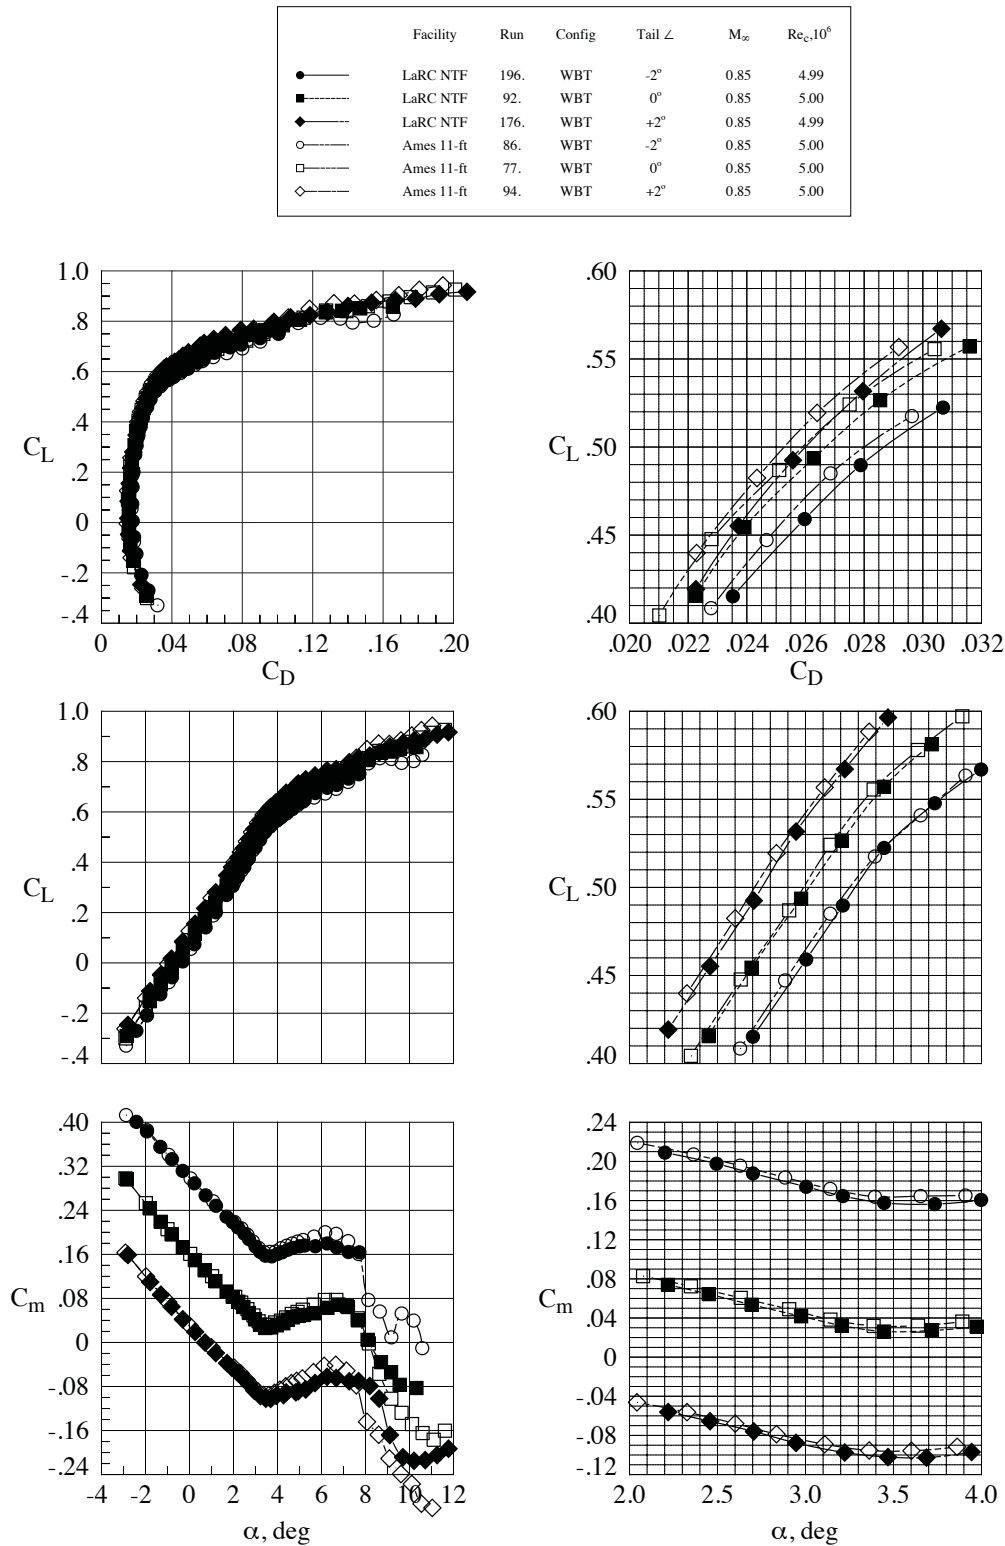 Facility Run Config Tail ∠ M∞ Rec,10⁶
LaRC NTF 196. WBT -2° 0.85 4.99
LaRC NTF 92. WBT 0° 0.85 5.00
LaRC NTF 176. WBT +2° 0.85 4.99
Ames 11-ft 86. WBT -2° 0.85 5.00
Ames 11-ft 77. WBT 0° 0.85 5.00
Ames 11-ft 94. WBT +2° 0.85 5.00
1.0
.8
.6
.4
.2
0
-.2
-.4
CL
0 .04 .08 .12 .16 .20
CD
.60
.55
.50
.45
.40
CL
.020 .022 .024 .026 .028 .030 .032
CD
1.0
.8
.6
.4
.2
0
-.2
-.4
CL
.60
.55
.50
.45
.40
CL
.40
.32
.24
.16
.08
0
-.08
-.16
-.24
Cm
-4 -2 0 2 4 6 8 10 12
α, deg
.24
.20
.16
.12
.08
.04
0
-.04
-.08
-.12
Cm
2.0 2.5 3.0 3.5 4.0
α, deg